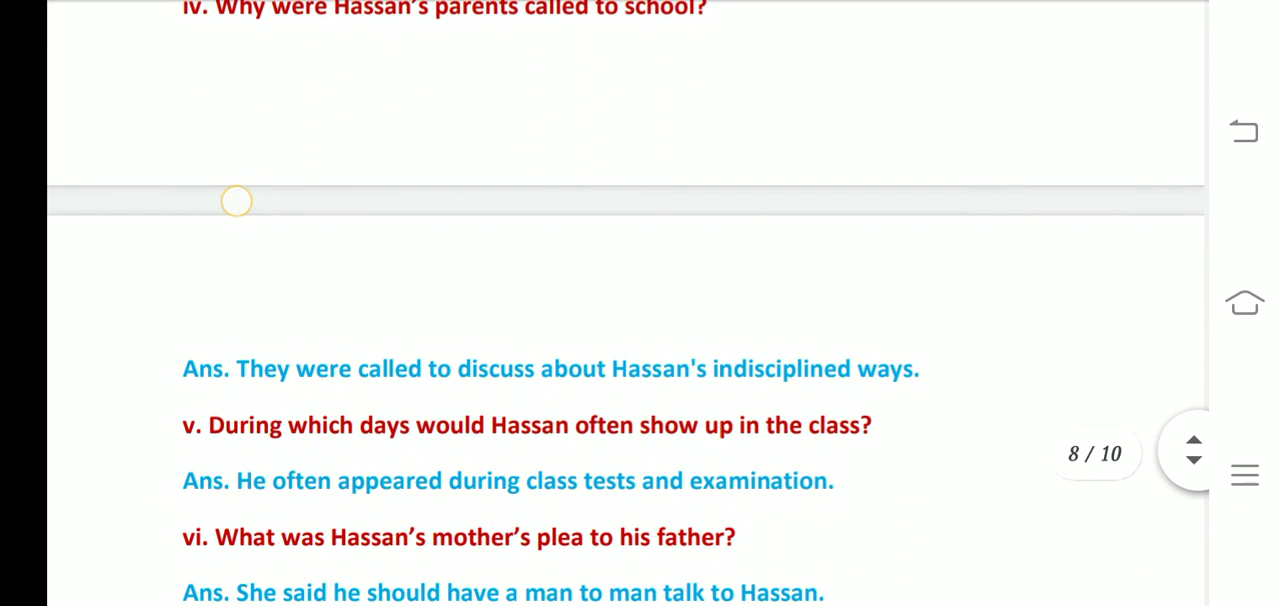 iv. Why were Hassan's parents called to school?
Ans. They were called to discuss about Hassan's indisciplined ways.
v. During which days would Hassan often show up in the class?
8 / 10
Ans. He often appeared during class tests and examination.
vi. What was Hassan’s mother’s plea to his father?
Ans. She said he should have a man to man talk to Hassan.